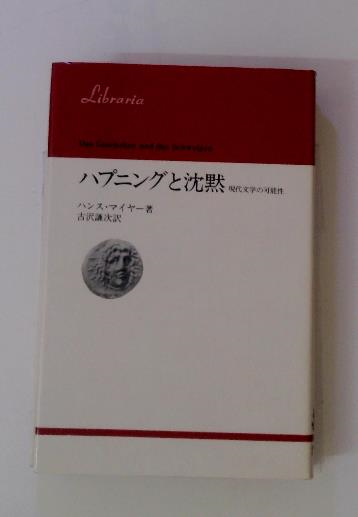 Libraria
Das Geschehen und das Schweigen
ハプニングと沈黙 現代文学の可能性
ハンス・マイヤー著
古沢謙次訳